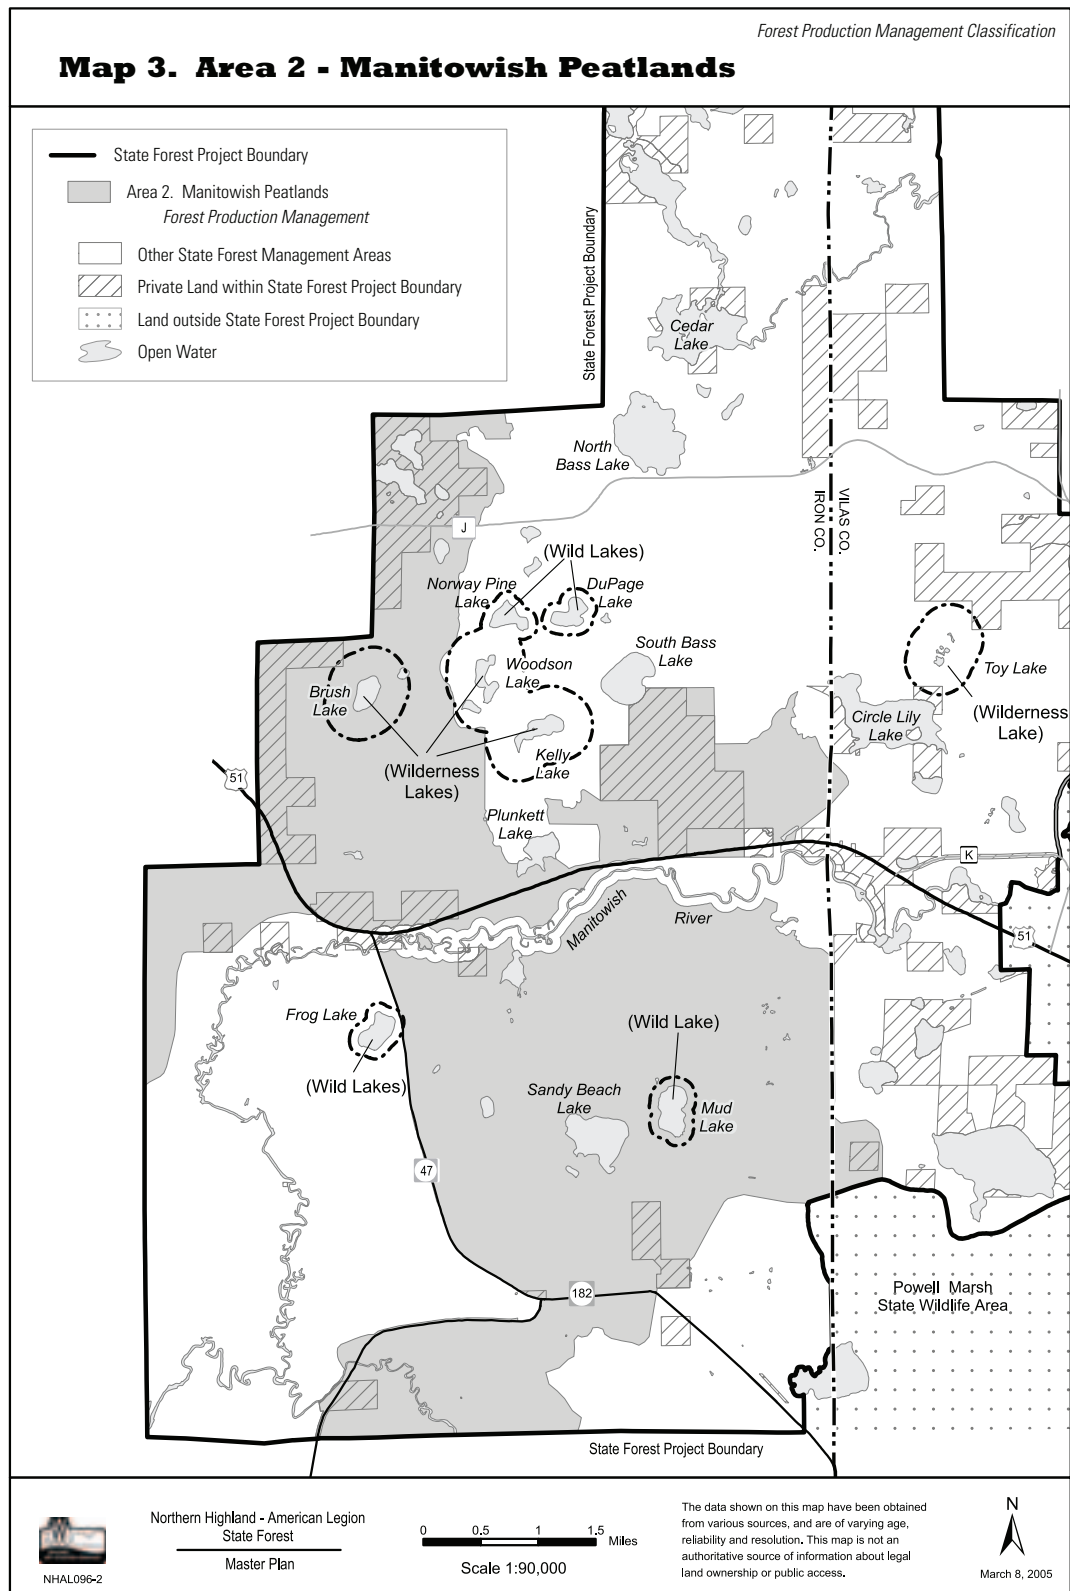 Forest Production Management Classification
Map 3.  Area 2 - Manitowish Peatlands
State Forest Project Boundary
Area 2.  Manitowish Peatlands
Forest Production Management
Other State Forest Management Areas
Private Land within State Forest Project Boundary
Land outside State Forest Project Boundary
Open Water
State Forest Project Boundary
Cedar
Lake
North
Bass Lake
J
VILAS CO.
IRON CO.
(Wild Lakes)
Norway Pine
Lake
DuPage
Lake
South Bass
Lake
Woodson
Lake
Toy Lake
(Wilderness
Lake)
Brush
Lake
Circle Lily
Lake
Kelly
Lake
(Wilderness
Lakes)
51
Plunkett
Lake
K
Manitowish
River
51
Frog Lake
(Wild Lakes)
(Wild Lake)
Sandy Beach
Lake
Mud
Lake
47
182
Powell Marsh
State Wildlife Area
State Forest Project Boundary
NHAL096-2
Northern Highland - American Legion
State Forest
Master Plan
0 0.5 1 1.5
Miles
Scale 1:90,000
The data shown on this map have been obtained
from various sources, and are of varying age,
reliability and resolution. This map is not an
authoritative source of information about legal
land ownership or public access.
N
March 8, 2005